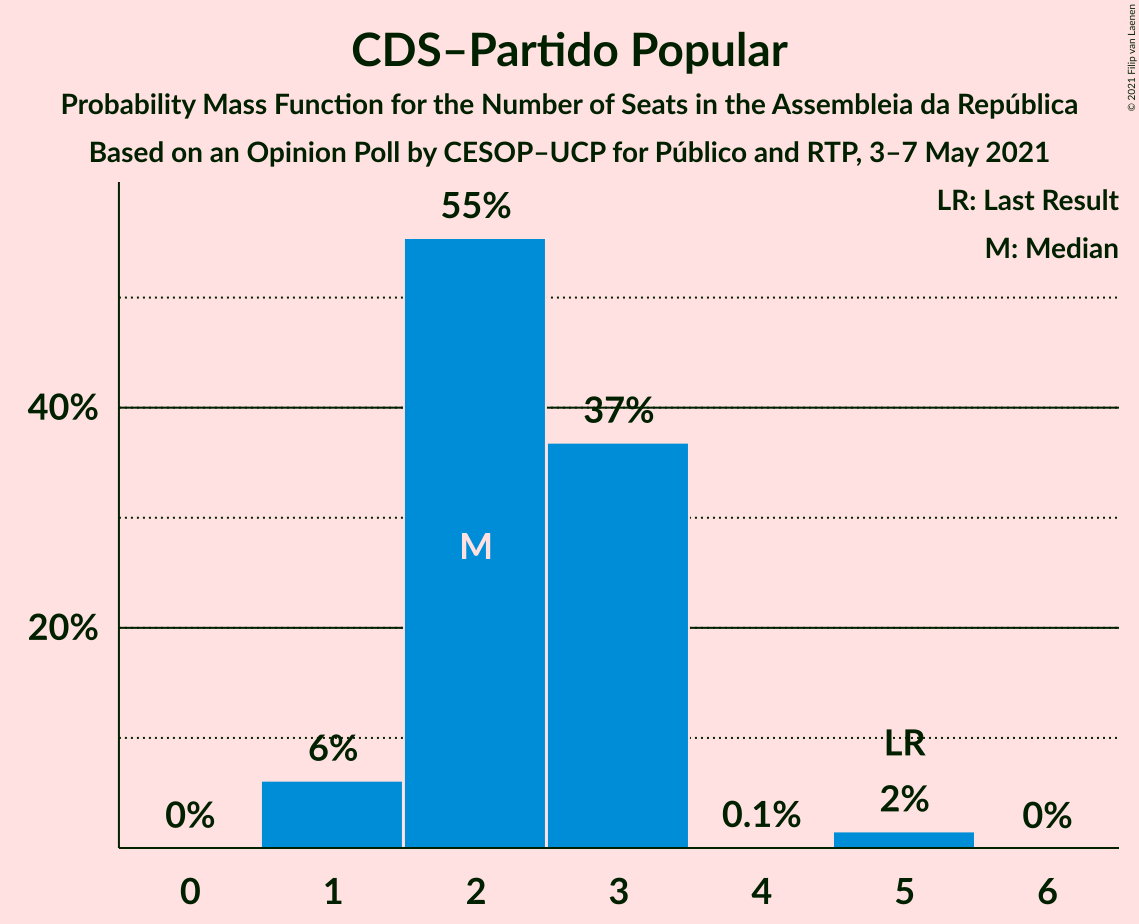 CDS–Partido Popular
Probability Mass Function for the Number of Seats in the Assembleia da República
Based on an Opinion Poll by CESOP–UCP for Público and RTP, 3–7 May 2021
© 2021 Filip van Laenen
LR: Last Result
M: Median
55%
40%
37%
M
20%
6%
LR
0%
0.1%
2%
0%
0 1 2 3 4 5 6